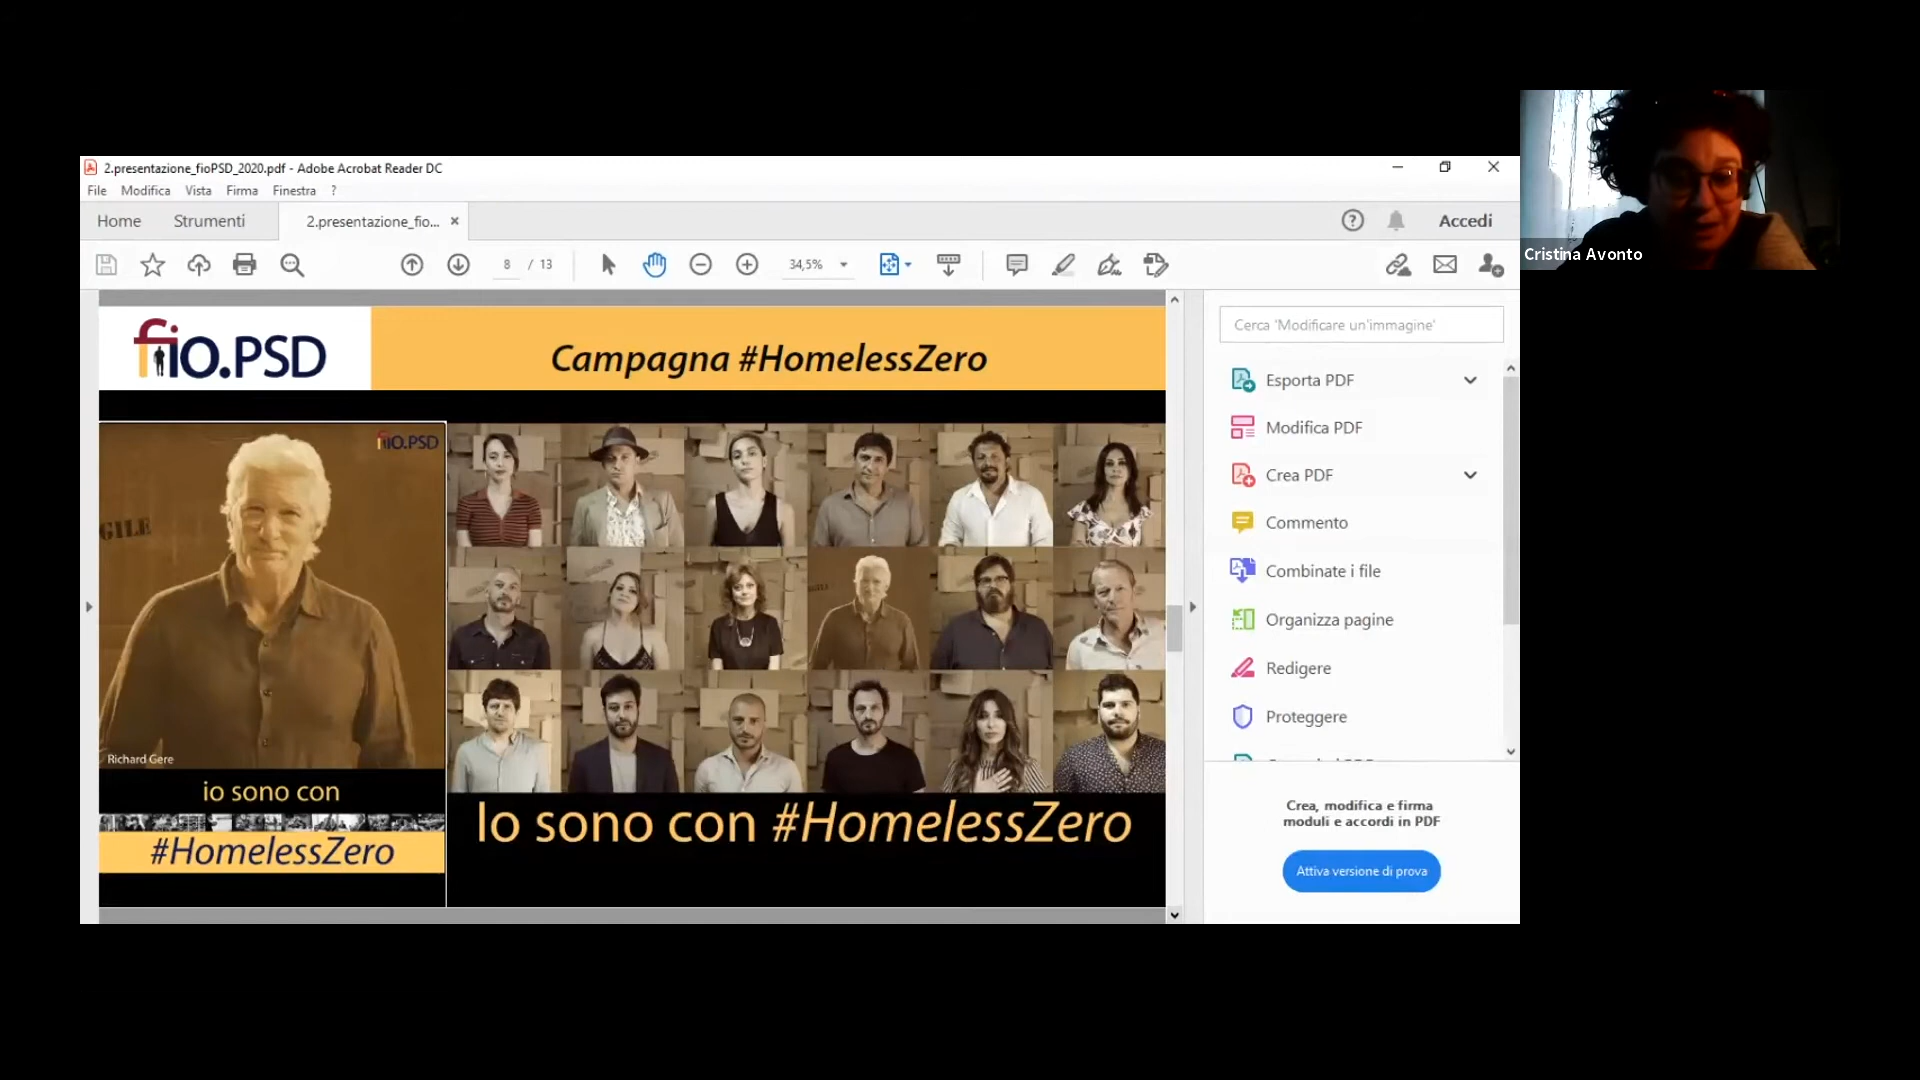 2.presentazione_fioPSD_2020.pdf - Adobe Acrobat Reader DC
File Modifica Vista Firma Finestra ?
Home Strumenti 2.presentazione_fio... × Accedi
8 / 13 34,5%
fio.PSD
Campagna #HomelessZero
fio.PSD
GILE
Richard Gere
io sono con
#HomelessZero
Io sono con #HomelessZero
Cerca 'Modificare un'immagine'
Esporta PDF
Modifica PDF
Crea PDF
Commento
Combinate i file
Organizza pagine
Redigere
Proteggere
Crea, modifica e firma
moduli e accordi in PDF
Attiva versione di prova
Cristina Avonto